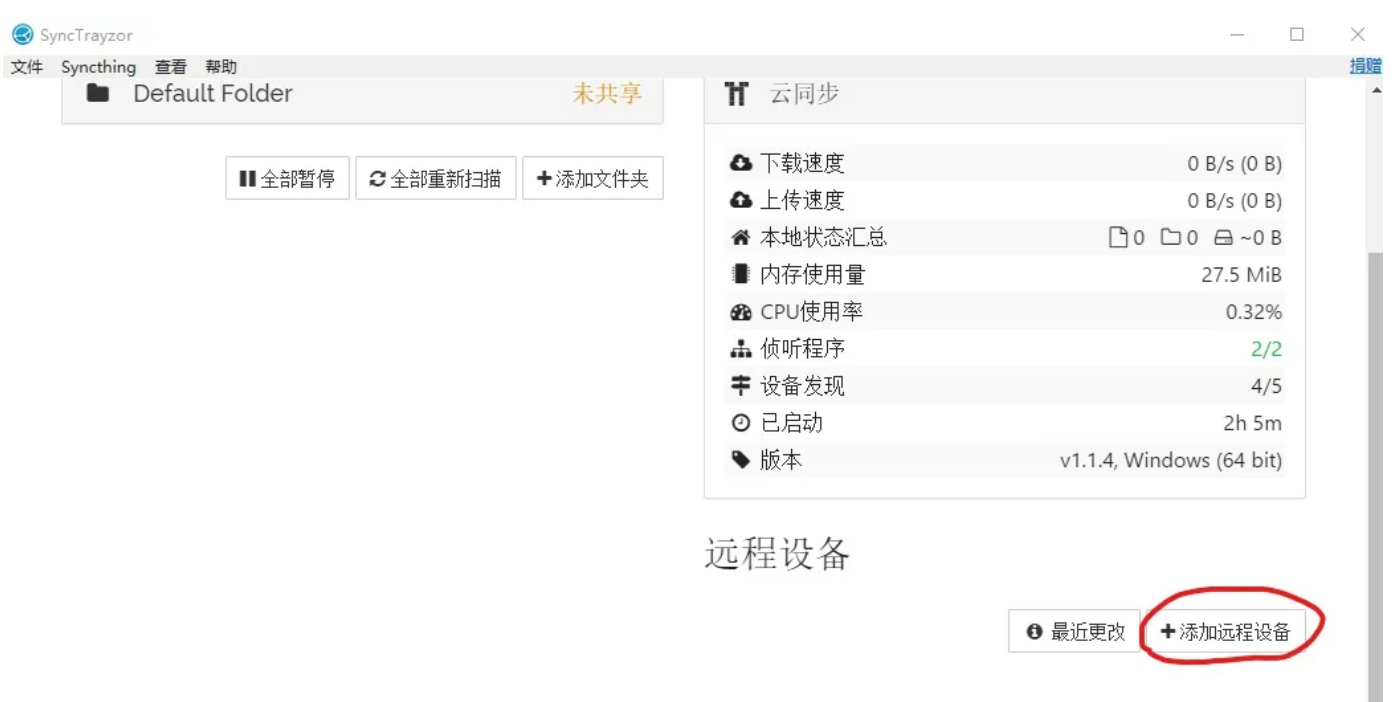 SyncTrayzor
文件 Syncthing 查看 帮助 捐赠
Default Folder 未共享
全部暂停 全部重新扫描 添加文件夹
云同步
下载速度 0 B/s (0 B)
上传速度 0 B/s (0 B)
本地状态汇总 0 0 ~0 B
内存使用量 27.5 MiB
CPU使用率 0.32%
侦听程序 2/2
设备发现 4/5
已启动 2h 5m
版本 v1.1.4, Windows (64 bit)
远程设备
最近更改 添加远程设备